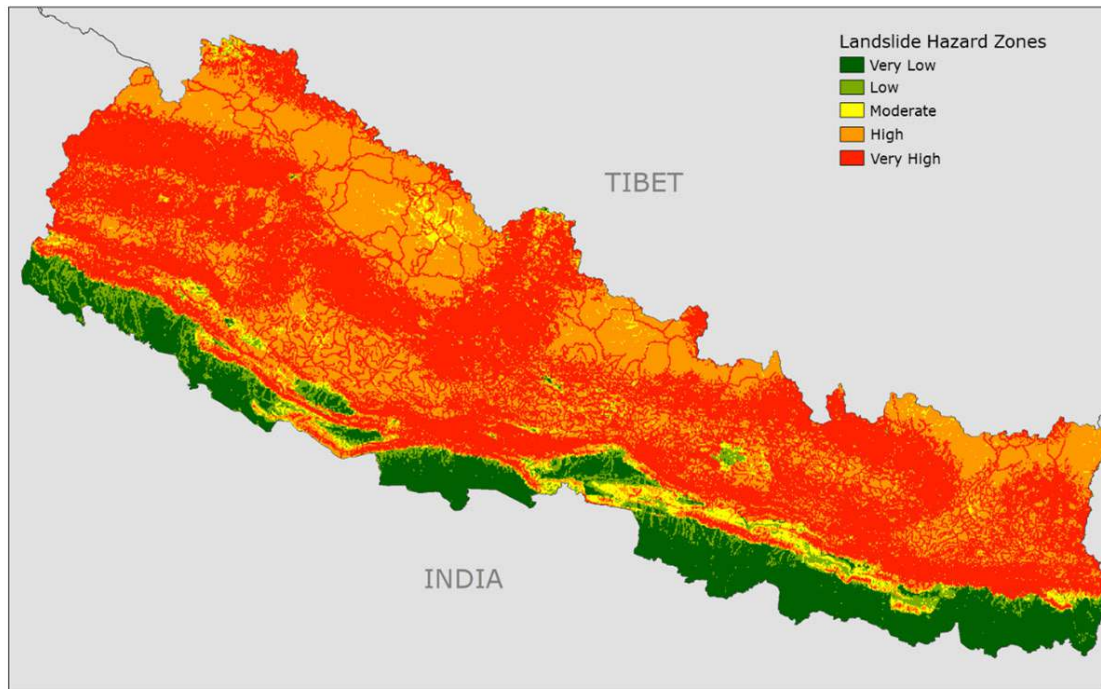 Landslide Hazard Zones
Very Low
Low
Moderate
High
Very High
TIBET
INDIA